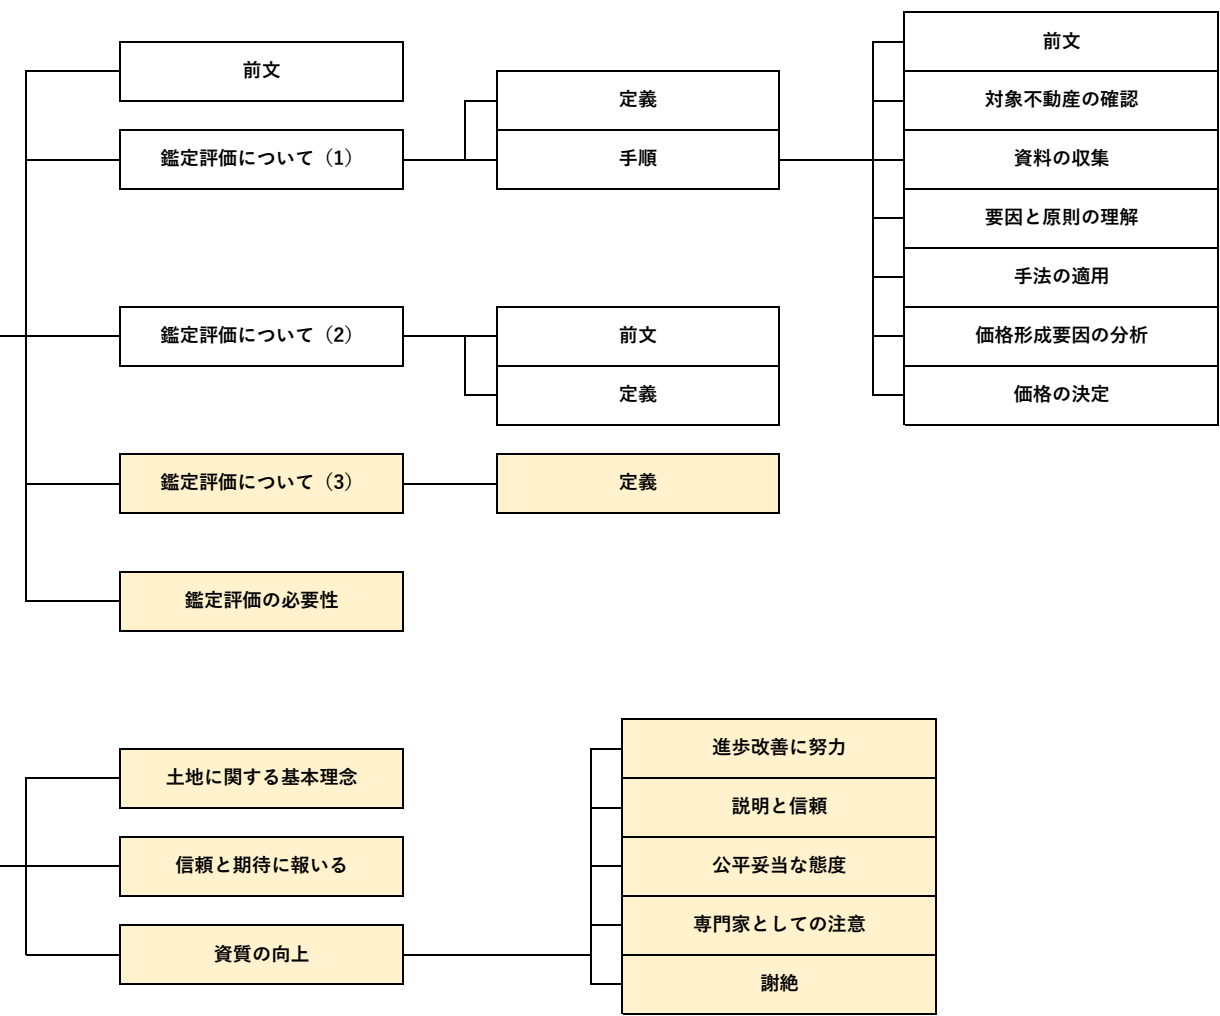 前文
鑑定評価について（1）
定義
手順
前文
対象不動産の確認
資料の収集
要因と原則の理解
手法の適用
価格形成要因の分析
価格の決定
鑑定評価について（2）
前文
定義
鑑定評価について（3）
定義
鑑定評価の必要性
土地に関する基本理念
信頼と期待に報いる
資質の向上
進歩改善に努力
説明と信頼
公平妥当な態度
専門家としての注意
謝絶